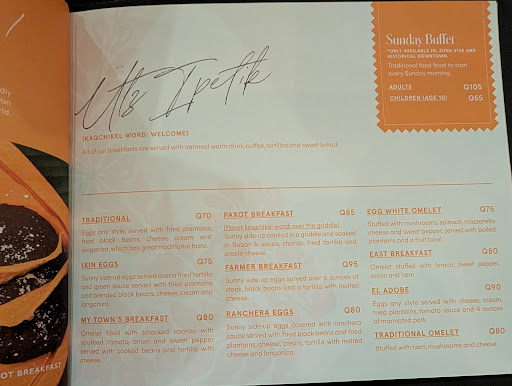 Sunday Buffet
*ONLY AVAILABLE IN ZONA VIVA AND
HISTORICAL DOWNTOWN.
Traditional food feast to start
every Sunday morning.
ADULTS Q105
CHILDREN (AGE 10) Q55
Utz Ipetik
(KAQCHIKEL WORD: WELCOME)
All of our breakfasts are served with oatmeal warm drink, coffee, tortillas and sweet bread.
TRADITIONAL Q70
Eggs any style, served with fried plantains,
fried black beans, cheese, cream and
longaniza, which has great traditional taste.
IXIN EGGS Q75
Sunny side-up eggs served over a fried tortilla
and green sauce served with fried plantains
and blended black beans, cheese, cream and
longaniza.
MY TOWN'S BREAKFAST Q80
Omelet filled with smocked chorizo with
sauteed tomato, onion and sweet pepper
served with cooked beans and tortilla with
cheese.
PAXOT BREAKFAST Q85
(Paxot kaqchikel word: over the griddle)
Sunny side-up cooked in a griddle and soaked
in Susan's sauce, chorizo, fried tortilla and
creole cheese.
FARMER BREAKFAST Q95
Sunny side-up eggs served over 6 ounces of
steak, black beans and a tortilla with melted
cheese.
RANCHERA EGGS Q80
Sunny side-up eggs covered with ranchera
sauce served with fried black beans and fried
plantains, cheese, cream, tortilla with melted
cheese and longaniza.
EGG WHITE OMELET Q75
Stuffed with mushrooms, spinach, mozzarella
cheese and sweet pepper, served with boiled
plantains and a fruit bowl.
EAST BREAKFAST Q80
Omelet stuffed with loroco, sweet pepper,
onion and ham.
EL ADOBE Q90
Eggs any style served with cheese, cream,
fried plantains, tomato sauce and 4 ounces
of marinated pork.
TRADITIONAL OMELET Q80
Stuffed with ham, mushrooms and cheese.
OT BREAKFAST